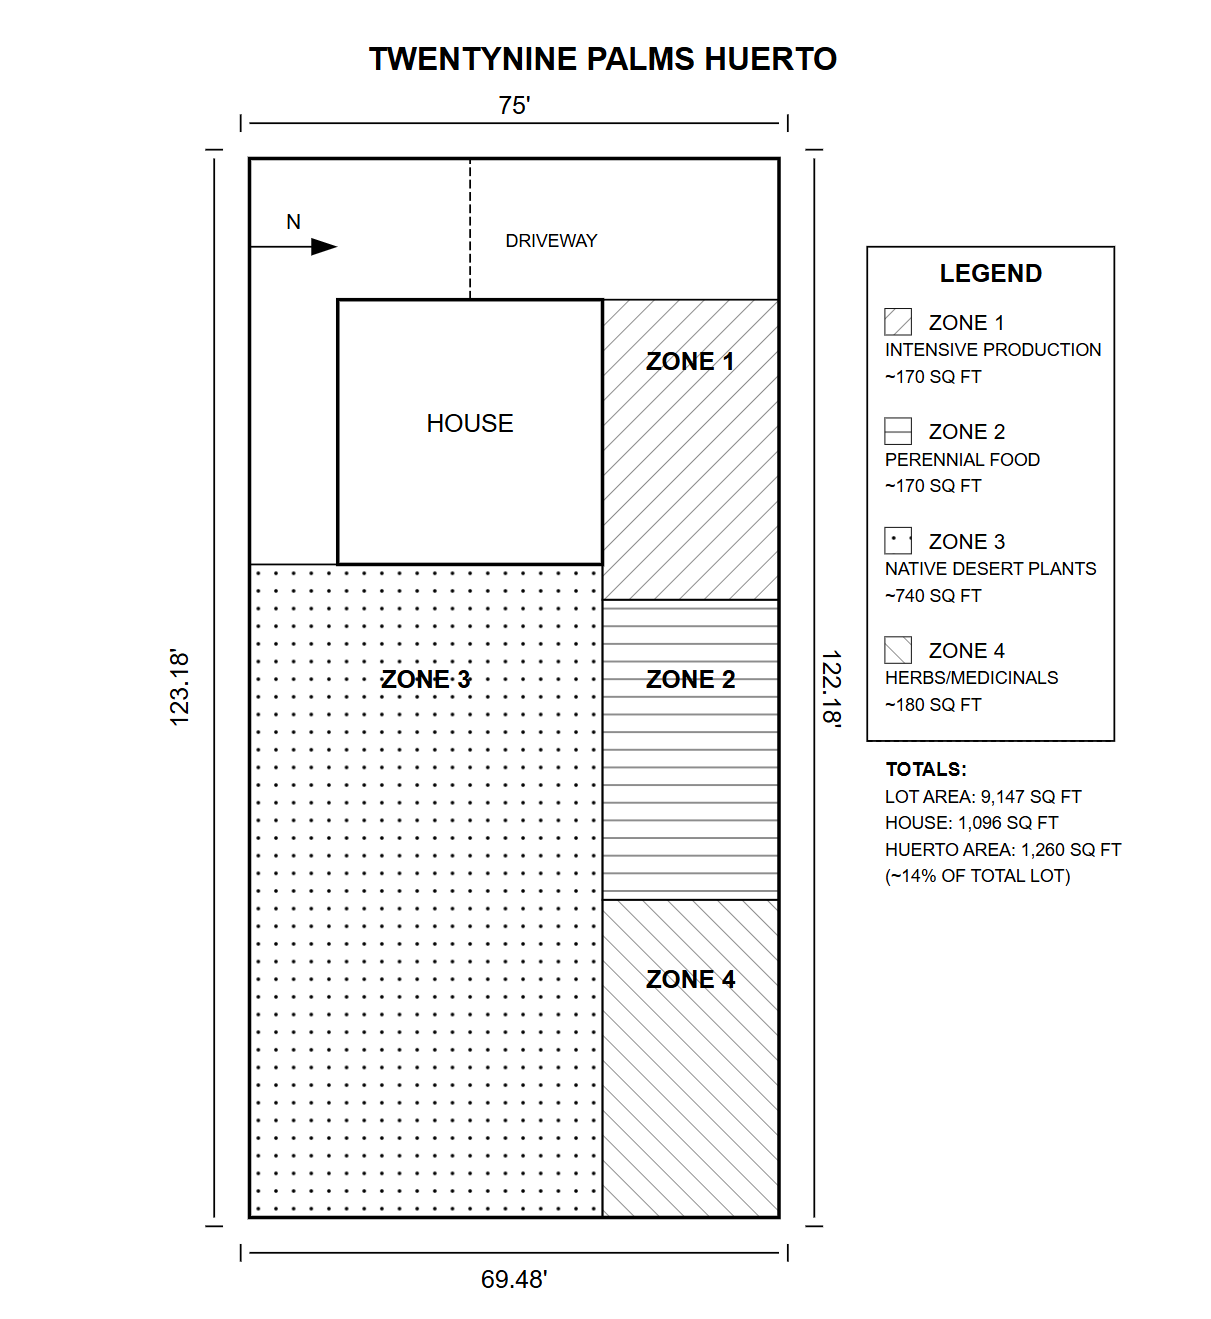 TWENTYNINE PALMS HUERTO
75'
N
DRIVEWAY
HOUSE
ZONE 1
ZONE 3
ZONE 2
ZONE 4
123.18'
122.18'
69.48'
LEGEND
ZONE 1
INTENSIVE PRODUCTION
~170 SQ FT
ZONE 2
PERENNIAL FOOD
~170 SQ FT
ZONE 3
NATIVE DESERT PLANTS
~740 SQ FT
ZONE 4
HERBS/MEDICINALS
~180 SQ FT
TOTALS:
LOT AREA: 9,147 SQ FT
HOUSE: 1,096 SQ FT
HUERTO AREA: 1,260 SQ FT
(~14% OF TOTAL LOT)